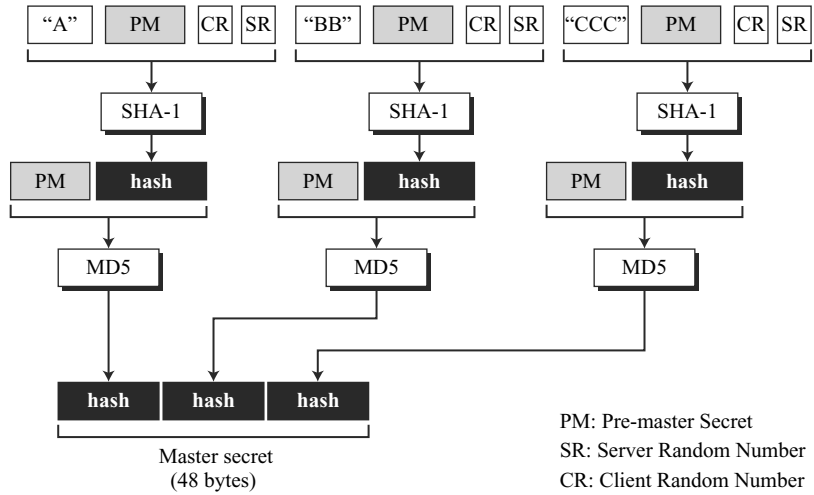 “A” PM CR SR “BB” PM CR SR “CCC” PM CR SR
SHA-1 SHA-1 SHA-1
PM hash PM hash PM hash
MD5 MD5 MD5
hash hash hash
Master secret
(48 bytes)
PM: Pre-master Secret
SR: Server Random Number
CR: Client Random Number